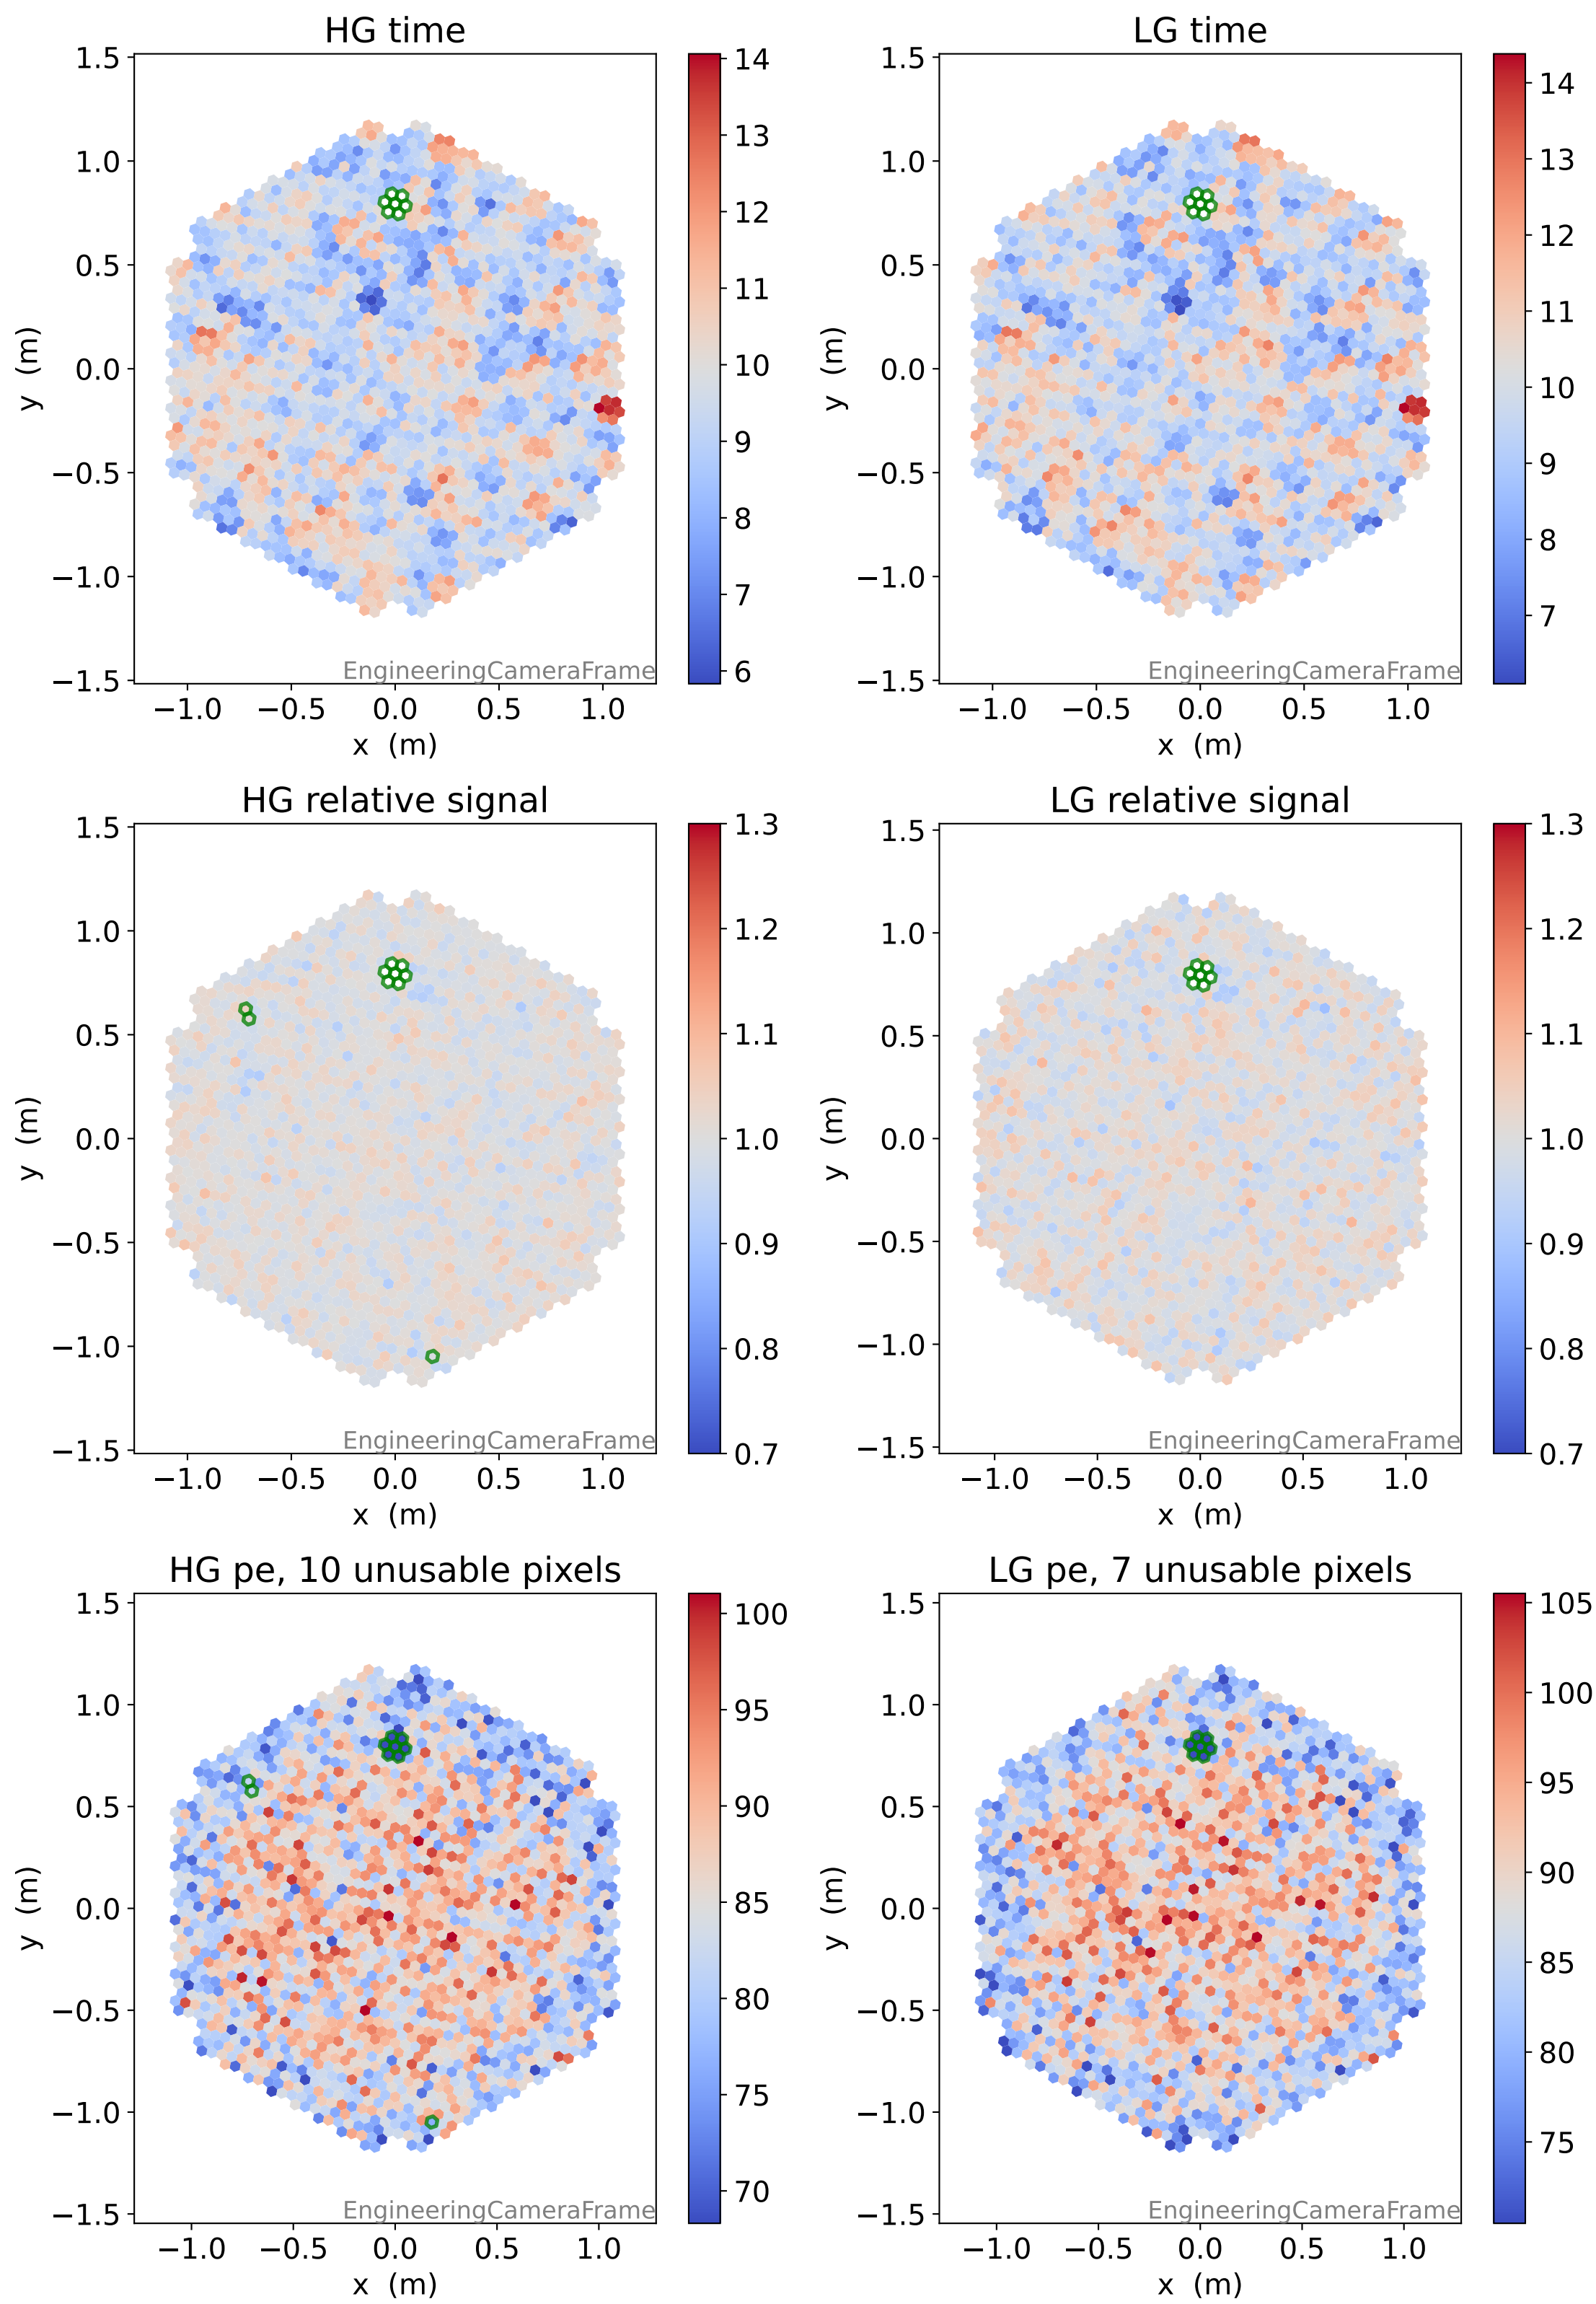 HG time
LG time
1.5
1.0
0.5
0.0
−0.5
−1.0
−1.5
y (m)
−1.0 −0.5 0.0 0.5 1.0
x (m)
EngineeringCameraFrame
14
13
12
11
10
9
8
7
6
1.5
1.0
0.5
0.0
−0.5
−1.0
−1.5
y (m)
−1.0 −0.5 0.0 0.5 1.0
x (m)
EngineeringCameraFrame
14
13
12
11
10
9
8
7
HG relative signal
LG relative signal
1.5
1.0
0.5
0.0
−0.5
−1.0
−1.5
y (m)
−1.0 −0.5 0.0 0.5 1.0
x (m)
EngineeringCameraFrame
1.3
1.2
1.1
1.0
0.9
0.8
0.7
1.5
1.0
0.5
0.0
−0.5
−1.0
−1.5
y (m)
−1.0 −0.5 0.0 0.5 1.0
x (m)
EngineeringCameraFrame
1.3
1.2
1.1
1.0
0.9
0.8
0.7
HG pe, 10 unusable pixels
LG pe, 7 unusable pixels
1.5
1.0
0.5
0.0
−0.5
−1.0
−1.5
y (m)
−1.0 −0.5 0.0 0.5 1.0
x (m)
EngineeringCameraFrame
100
95
90
85
80
75
70
1.5
1.0
0.5
0.0
−0.5
−1.0
−1.5
y (m)
−1.0 −0.5 0.0 0.5 1.0
x (m)
EngineeringCameraFrame
105
100
95
90
85
80
75